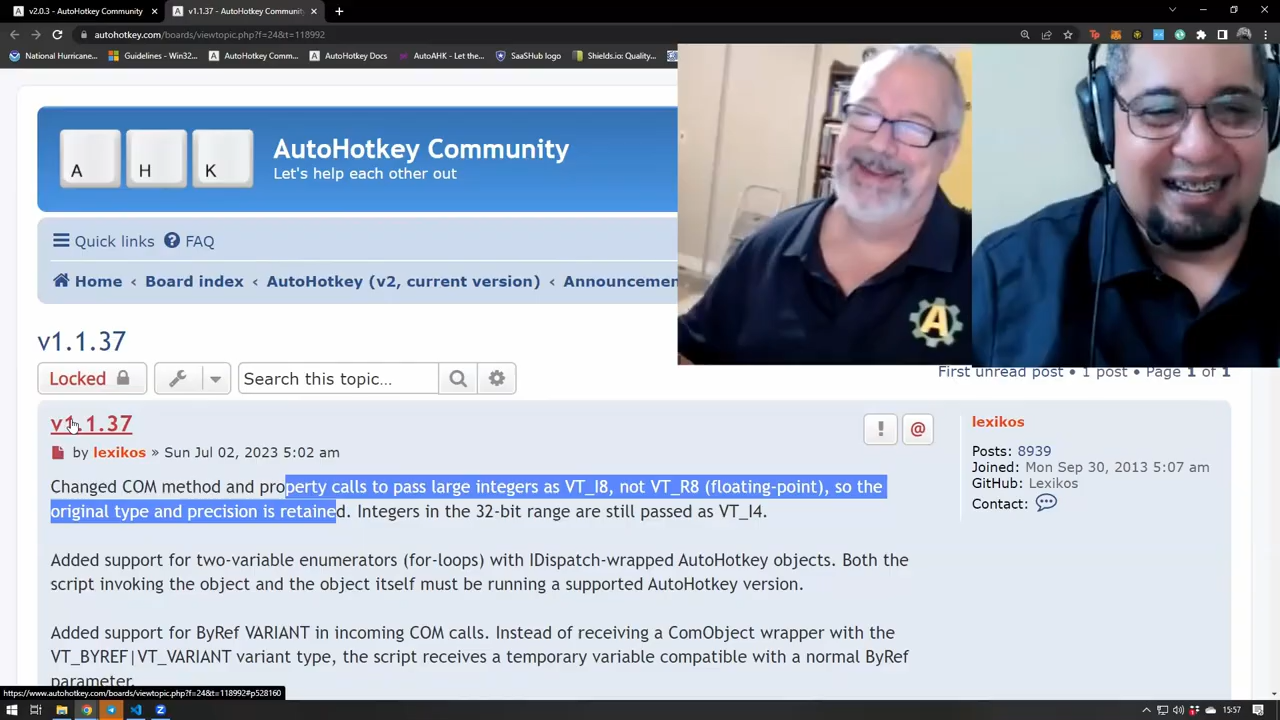 v2.0.3 - AutoHotkey Community
v1.1.37 - AutoHotkey Communit
autohotkey.com/boards/viewtopic.php?f=24&t=118992
National Hurricane...
Guidelines - Win32...
AutoHotkey Comm...
AutoHotkey Docs
AutoAHK - Let the...
SaaSHub logo
Shields.io: Quality...
A H K
AutoHotkey Community
Let's help each other out
Quick links FAQ
Home ‹ Board index ‹ AutoHotkey (v2, current version) ‹ Announcemen
v1.1.37
Locked
Search this topic...
First unread post • 1 post • Page 1 of 1
v1.1.37
by lexikos » Sun Jul 02, 2023 5:02 am
Changed COM method and property calls to pass large integers as VT_I8, not VT_R8 (floating-point), so the
original type and precision is retained. Integers in the 32-bit range are still passed as VT_I4.
Added support for two-variable enumerators (for-loops) with IDispatch-wrapped AutoHotkey objects. Both the
script invoking the object and the object itself must be running a supported AutoHotkey version.
Added support for ByRef VARIANT in incoming COM calls. Instead of receiving a ComObject wrapper with the
VT_BYREF|VT_VARIANT variant type, the script receives a temporary variable compatible with a normal ByRef
parameter.
! @
lexikos
Posts: 8939
Joined: Mon Sep 30, 2013 5:07 am
GitHub: Lexikos
Contact:
A
https://www.autohotkey.com/boards/viewtopic.php?f=24&t=118992#p528160
15:57